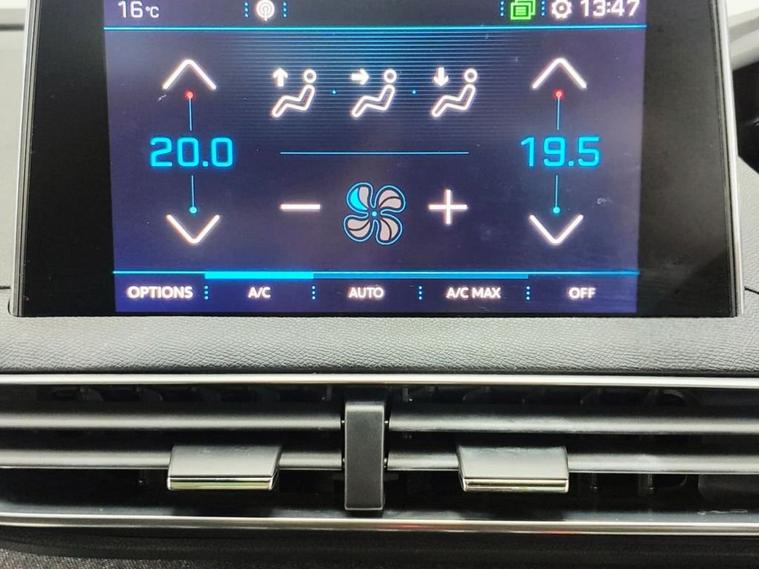 16°C 13:47
20.0 19.5
OPTIONS A/C AUTO A/C MAX OFF